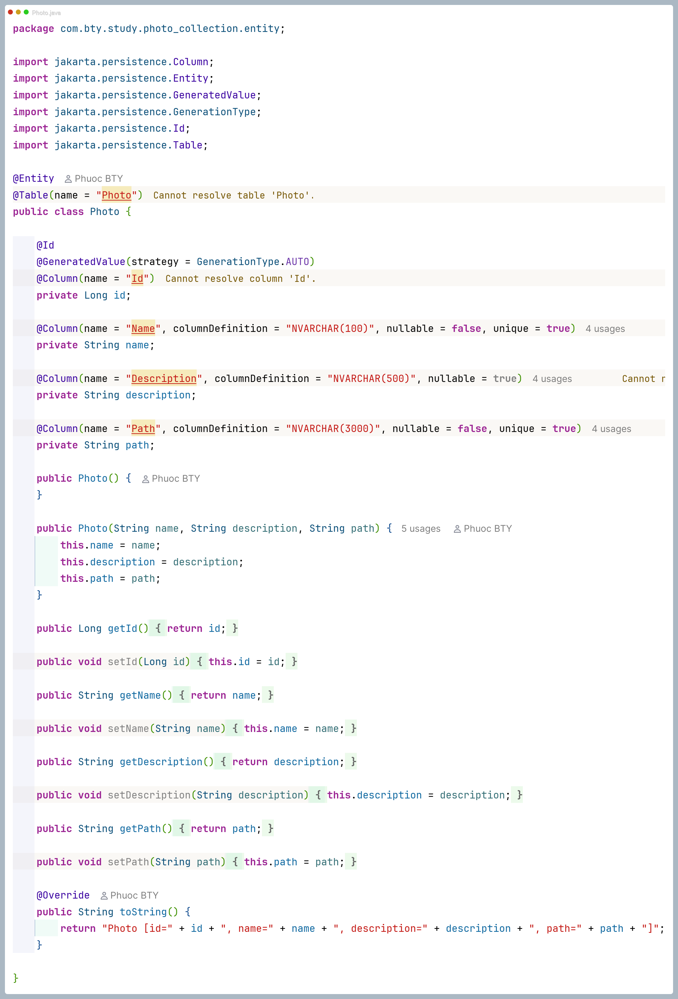 Photo.java
package com.bty.study.photo_collection.entity;
import jakarta.persistence.Column;
import jakarta.persistence.Entity;
import jakarta.persistence.GeneratedValue;
import jakarta.persistence.GenerationType;
import jakarta.persistence.Id;
import jakarta.persistence.Table;
@Entity Phuoc BTY
@Table(name = "Photo") Cannot resolve table 'Photo'.
public class Photo {
@Id
@GeneratedValue(strategy = GenerationType.AUTO)
@Column(name = "Id") Cannot resolve column 'Id'.
private Long id;
@Column(name = "Name", columnDefinition = "NVARCHAR(100)", nullable = false, unique = true) 4 usages
private String name;
@Column(name = "Description", columnDefinition = "NVARCHAR(500)", nullable = true) 4 usages Cannot
private String description;
@Column(name = "Path", columnDefinition = "NVARCHAR(3000)", nullable = false, unique = true) 4 usages
private String path;
public Photo() { Phuoc BTY
}
public Photo(String name, String description, String path) { 5 usages Phuoc BTY
this.name = name;
this.description = description;
this.path = path;
}
public Long getId() { return id; }
public void setId(Long id) { this.id = id; }
public String getName() { return name; }
public void setName(String name) { this.name = name; }
public String getDescription() { return description; }
public void setDescription(String description) { this.description = description; }
public String getPath() { return path; }
public void setPath(String path) { this.path = path; }
@Override Phuoc BTY
public String toString() {
return "Photo [id=" + id + ", name=" + name + ", description=" + description + ", path=" + path + "]";
}
}